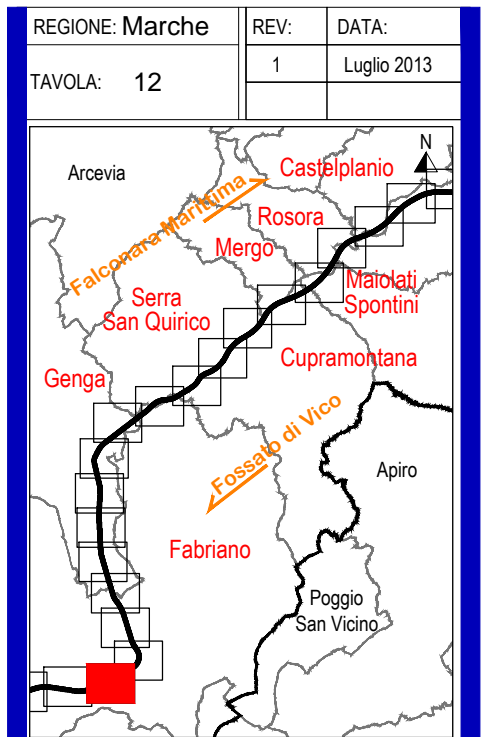 REGIONE: Marche
REV:
DATA:
TAVOLA: 12
1
Luglio 2013
N
Arcevia
Castelplanio
Falconara Marittima
Rosora
Mergo
Maiolati
Spontini
Serra
San Quirico
Cupramontana
Genga
Fossato di Vico
Apiro
Fabriano
Poggio
San Vicino